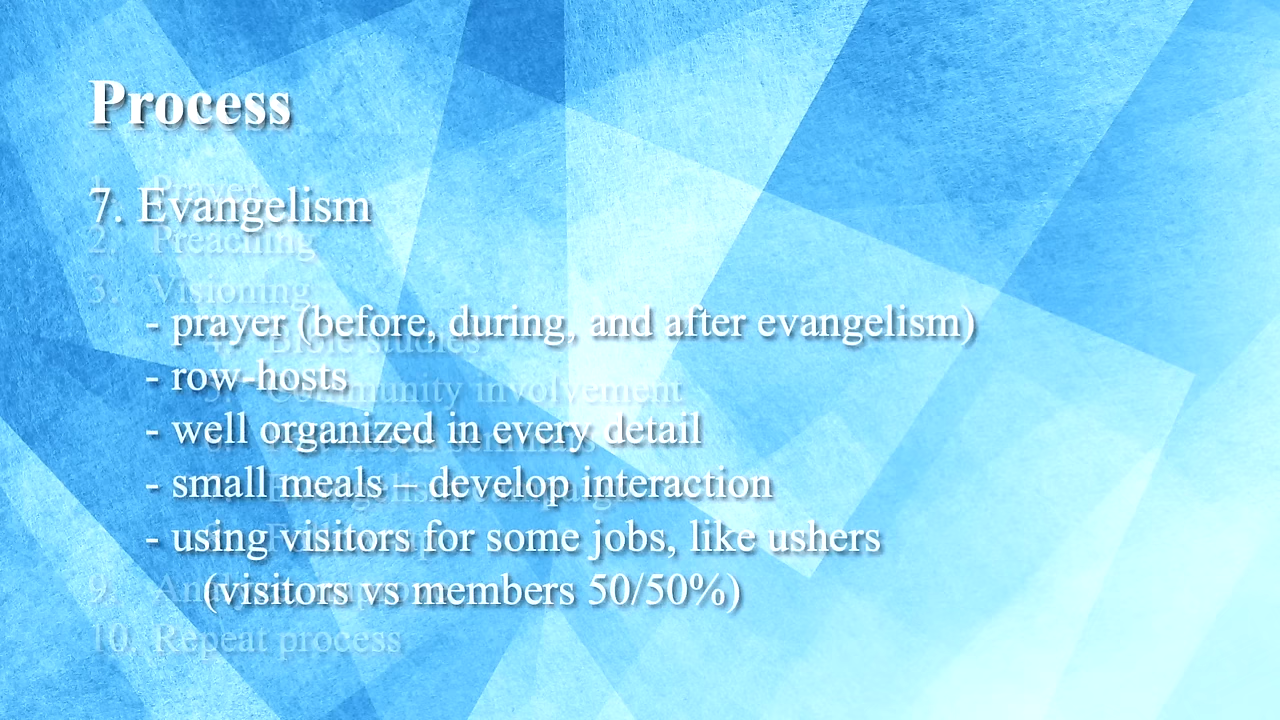 Process
1. Prayer
7. Evangelism
2. Preaching
3. Visioning
- prayer (before, during, and after evangelism)
Bible studies
- row-hosts
5. Community involvement
- well organized in every detail
- small meals – develop interaction
- using visitors for some jobs, like ushers
9.
(visitors vs members 50/50%)
10. Repeat process